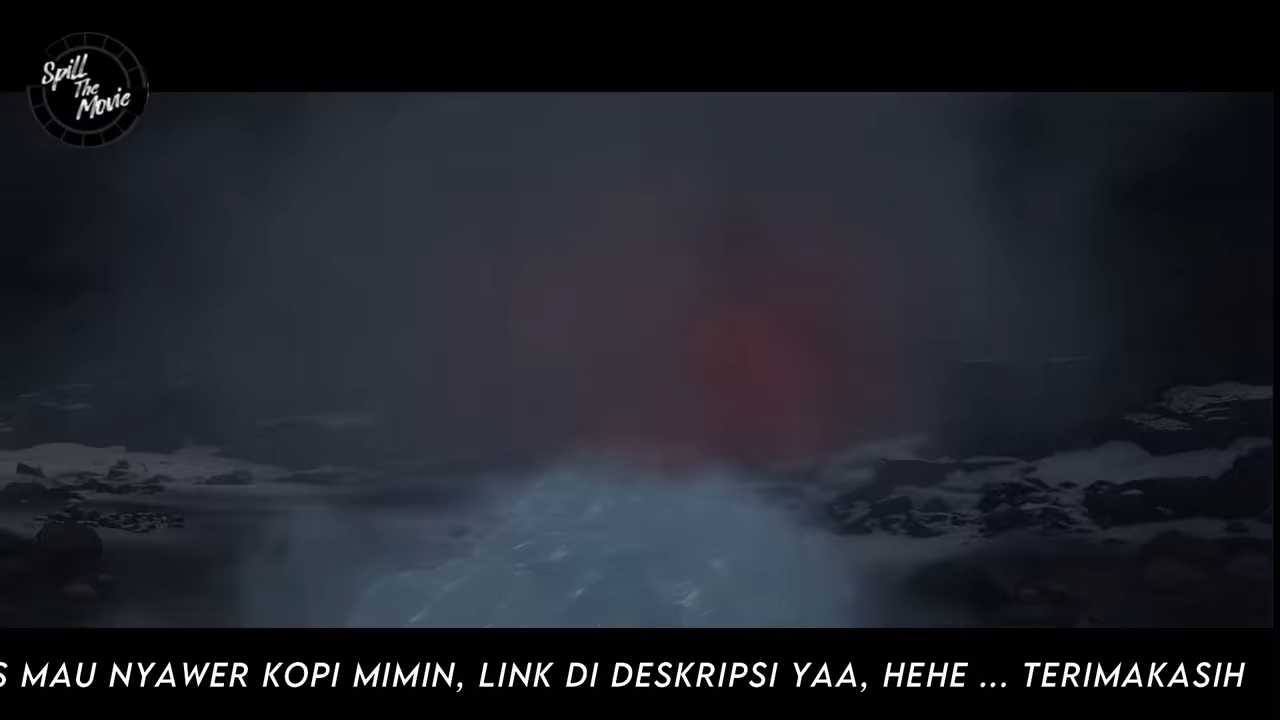 Spill
The
Movie
S MAU NYAWER KOPI MIMIN, LINK DI DESKRIPSI YAA, HEHE ... TERIMAKASIH